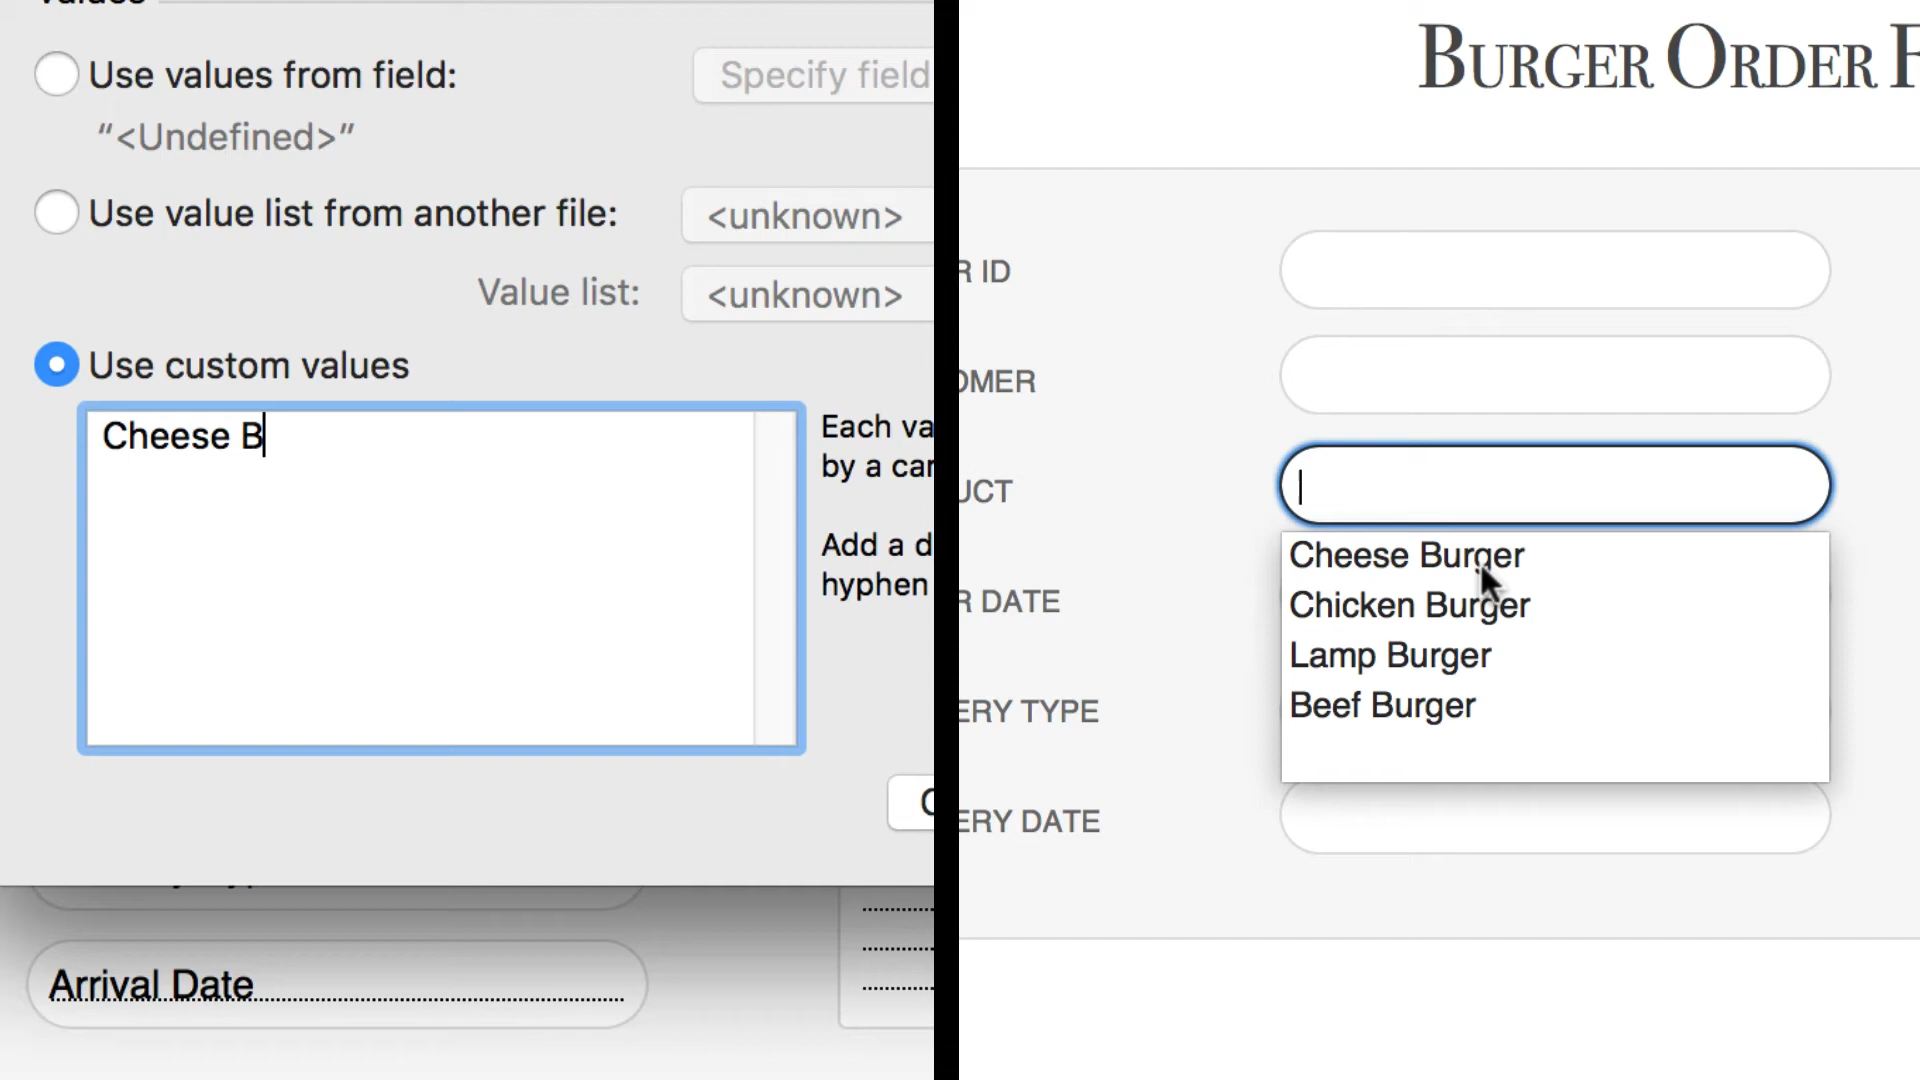 Values
Use values from field:
Specify field
“<Undefined>”
Use value list from another file:
<unknown>
Value list:
<unknown>
Use custom values
Cheese B
Each va
by a car
Add a d
hyphen
Arrival Date
BURGER ORDER F
R ID
OMER
UCT
Cheese Burger
Chicken Burger
Lamp Burger
Beef Burger
R DATE
ERY TYPE
ERY DATE